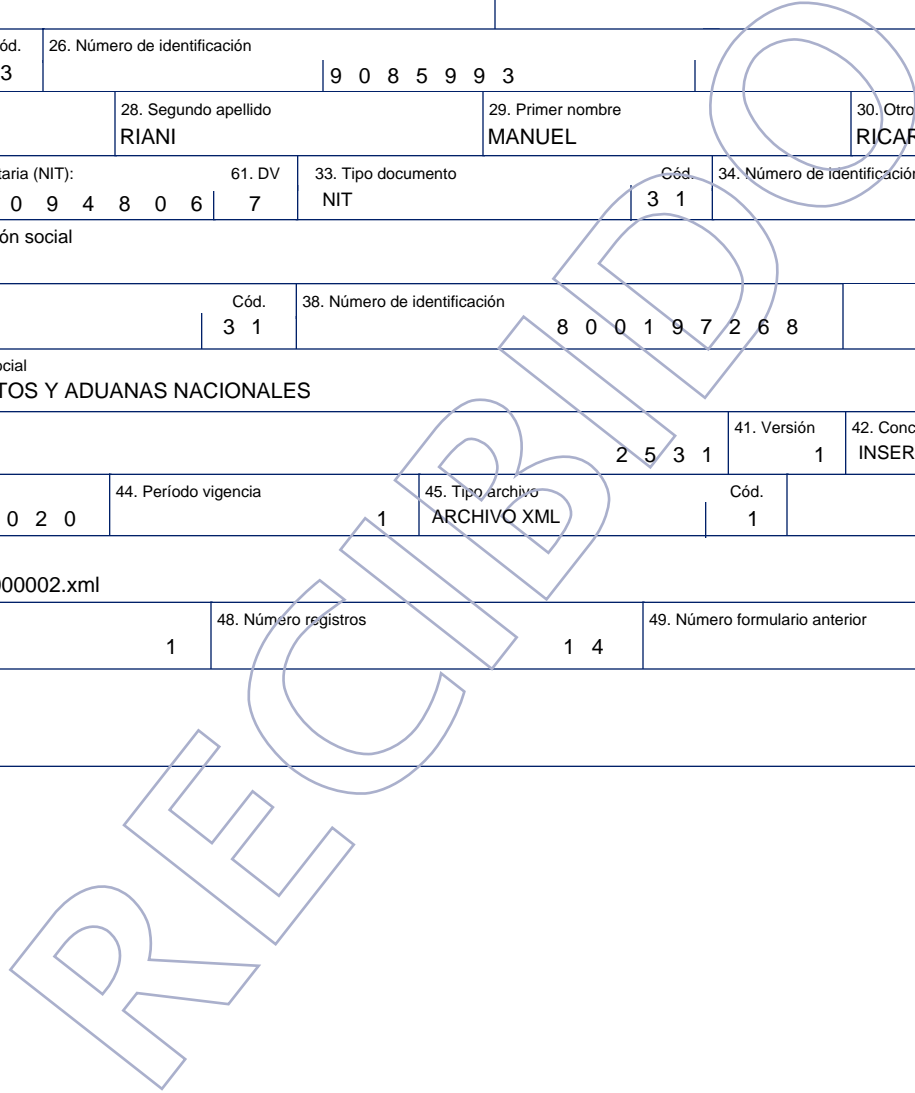 ód. 26. Número de identificación
3 9 0 8 5 9 9 3
28. Segundo apellido 29. Primer nombre 30. Otro
RIANI MANUEL RICAR
aria (NIT): 61. DV 33. Tipo documento Cód. 34. Número de identificación
0 9 4 8 0 6 7 NIT 3 1
ón social
Cód. 38. Número de identificación
3 1 8 0 0 1 9 7 2 6 8
ocial
TOS Y ADUANAS NACIONALES
41. Versión 42. Conc
2 5 3 1 1 INSER
44. Período vigencia 45. Tipo archivo Cód.
0 2 0 1 ARCHIVO XML 1
000002.xml
48. Número registros 49. Número formulario anterior
1 1 4
RECIBIDO